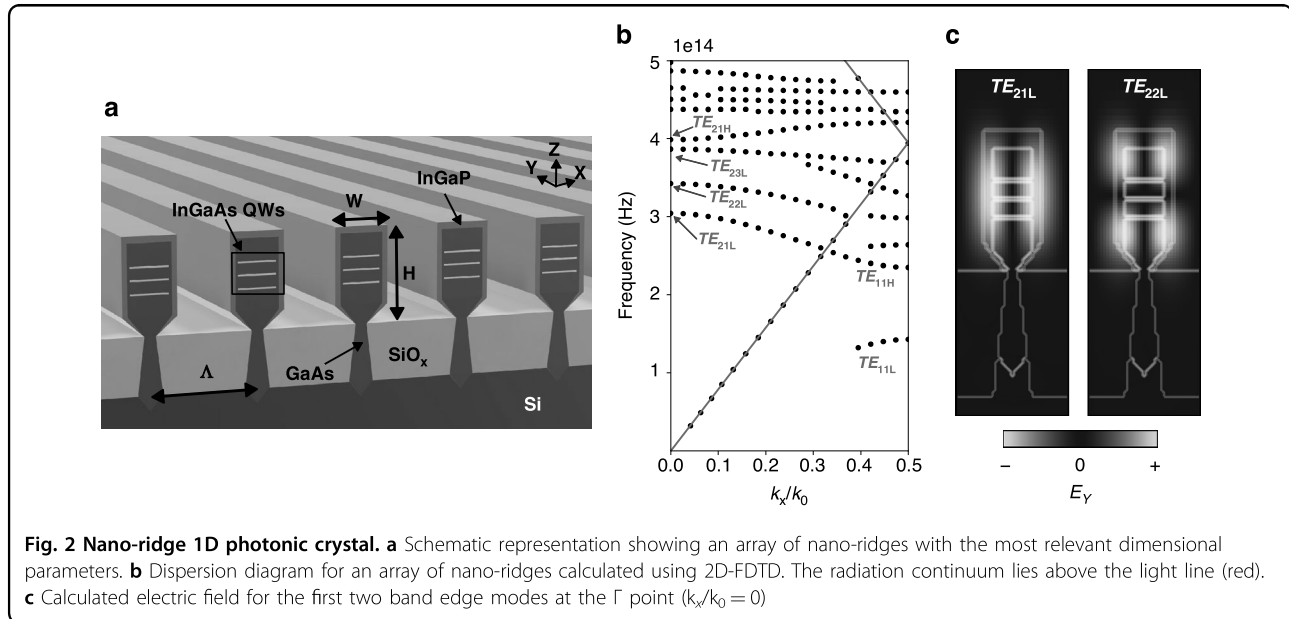 a
Z
Y
X
InGaP
W
InGaAs QWs
H
SiOx
GaAs
Λ
Si
b
1e14
5
4
3
2
1
Frequency (Hz)
TE21H
TE23L
TE22L
TE21L
TE11H
TE11L
0.0 0.1 0.2 0.3 0.4 0.5
kx/k0
c
TE21L
TE22L
– 0 +
EY
Fig. 2 Nano-ridge 1D photonic crystal. a Schematic representation showing an array of nano-ridges with the most relevant dimensional
parameters. b Dispersion diagram for an array of nano-ridges calculated using 2D-FDTD. The radiation continuum lies above the light line (red).
c Calculated electric field for the first two band edge modes at the Γ point (kx/k0 = 0)